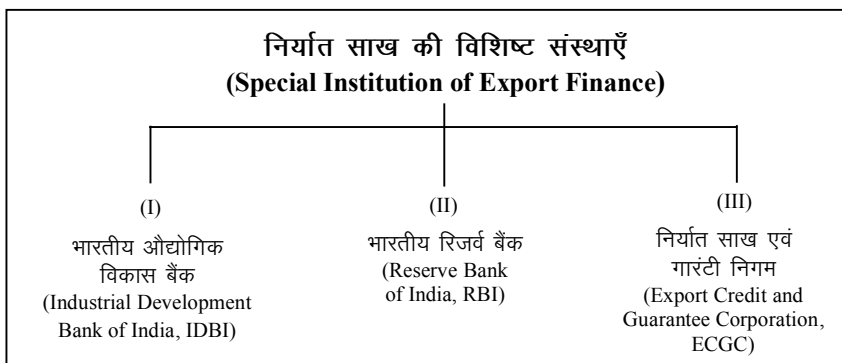 निर्यात साख की विशिष्ट संस्थाएँ
(Special Institution of Export Finance)
(I)
भारतीय औद्योगिक
विकास बैंक
(Industrial Development
Bank of India, IDBI)
(II)
भारतीय रिजर्व बैंक
(Reserve Bank
of India, RBI)
(III)
निर्यात साख एवं
गारंटी निगम
(Export Credit and
Guarantee Corporation,
ECGC)